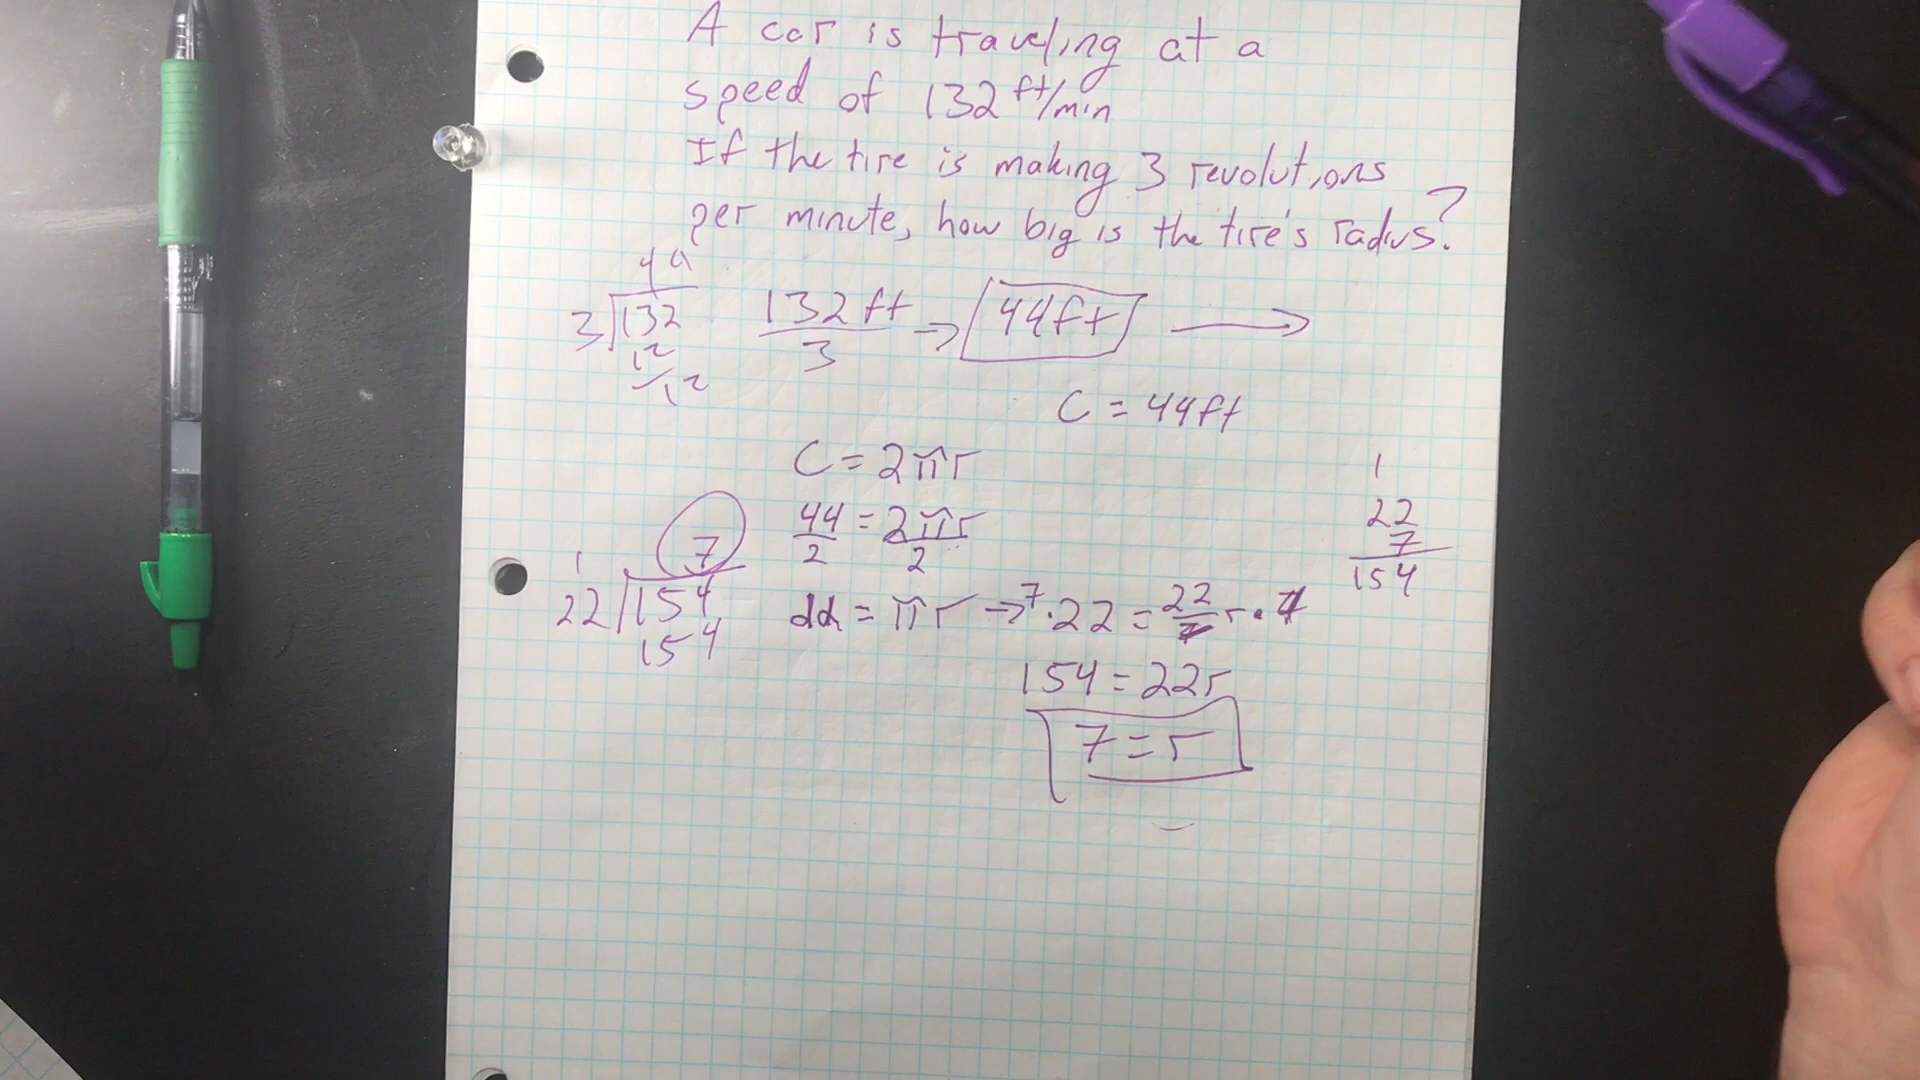 A car is traveling at a
speed of 132 ft/min
If the tire is making 3 revolutions
per minute, how big is the tire's radius?
44
3 132 132 ft / 3 → 44ft →
12
12
C = 44ft
C = 2πr
1
22
7
154
44/2 = 2πr/2
1 7
22 154
154
22 = πr → 7·22 = 22/7 r·7
154 = 22r
7 = r